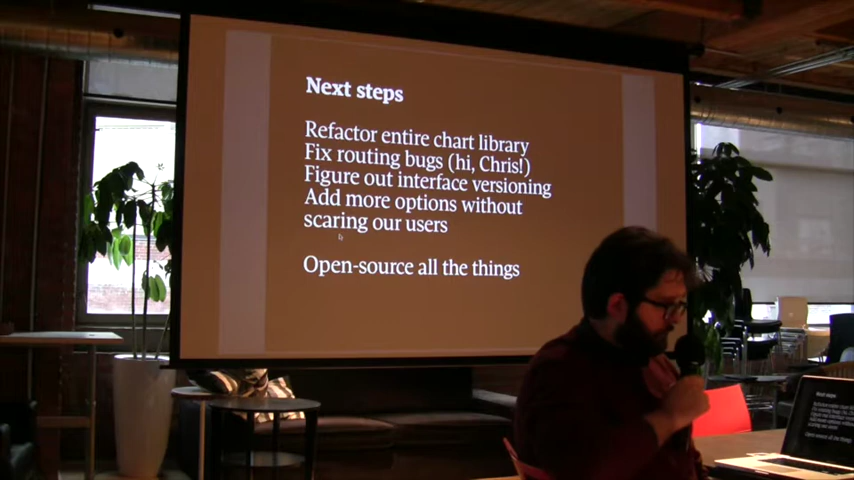 Next steps
Refactor entire chart library
Fix routing bugs (hi, Chris!)
Figure out interface versioning
Add more options without
scaring our users
Open-source all the things